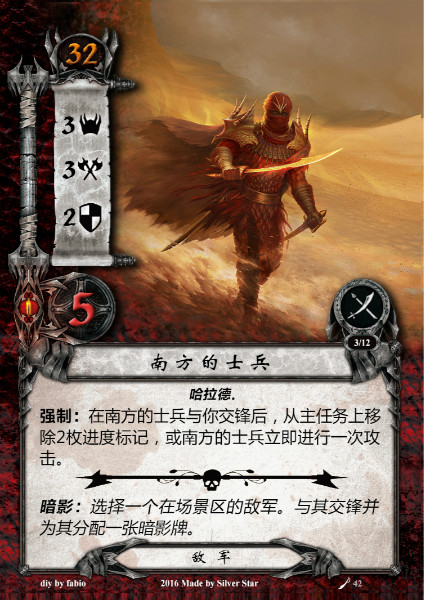 32
3
3
2
5
3/12
南方的士兵
哈拉德.
强制：在南方的士兵与你交锋后，从主任务上移
除2枚进度标记，或南方的士兵立即进行一次攻
击。
暗影：选择一个在场景区的敌军。与其交锋并
为其分配一张暗影牌。
敌 军
diy by fabio
2016 Made by Silver Star
42